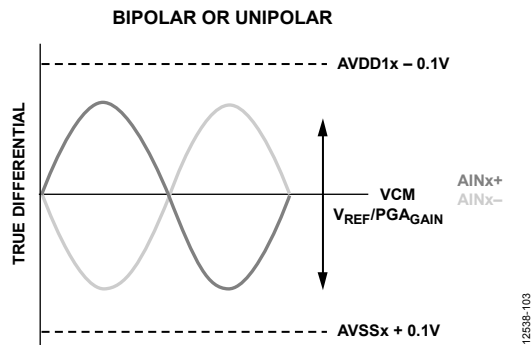 BIPOLAR OR UNIPOLAR
AVDD1x – 0.1V
TRUE DIFFERENTIAL
VCM
VREF/PGAGAIN
AINx+
AINx–
AVSSx + 0.1V
12538-103